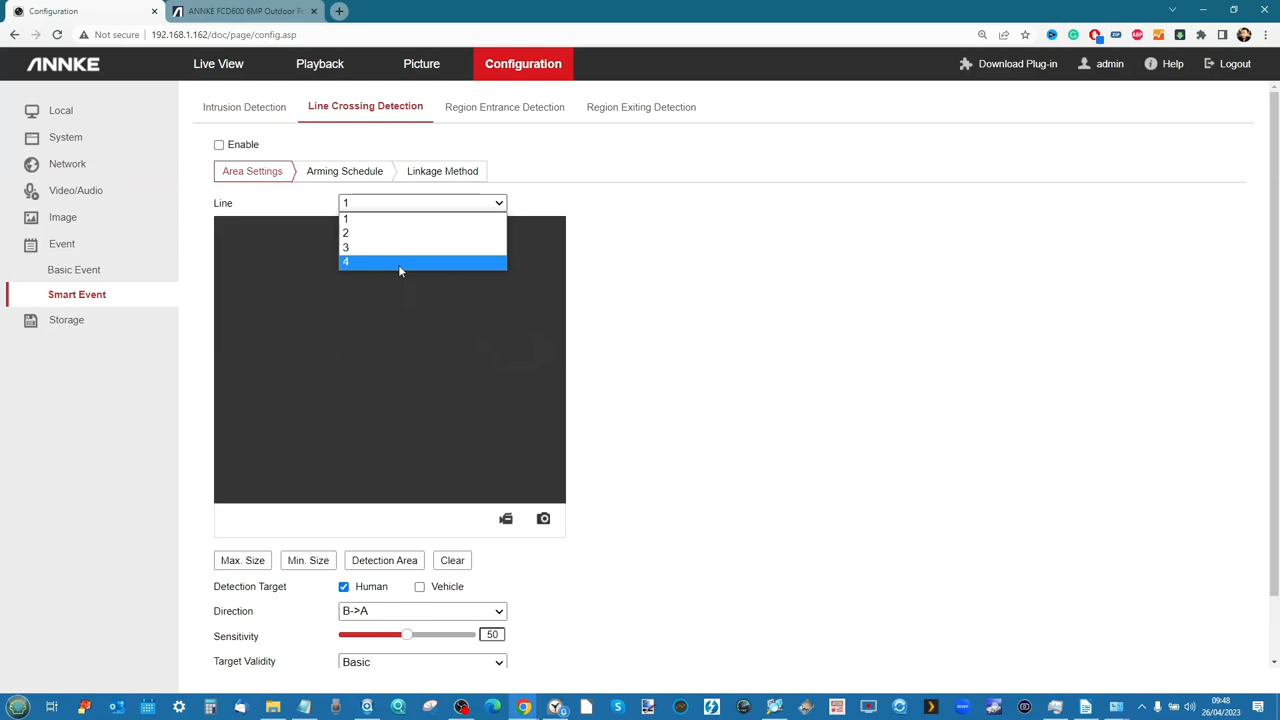 Configuration
ANNKE FCD600 6MP Outdoor F
Not secure | 192.168.1.162/doc/page/config.asp
ANNKE
Live View
Playback
Picture
Configuration
Download Plug-in
admin
Help
Logout
Local
System
Network
Video/Audio
Image
Event
Basic Event
Smart Event
Storage
Intrusion Detection
Line Crossing Detection
Region Entrance Detection
Region Exiting Detection
Enable
Area Settings
Arming Schedule
Linkage Method
Line
1
1
2
3
4
Max. Size
Min. Size
Detection Area
Clear
Detection Target
Human
Vehicle
Direction
B->A
Sensitivity
50
Target Validity
Basic
09:48
26/04/2023